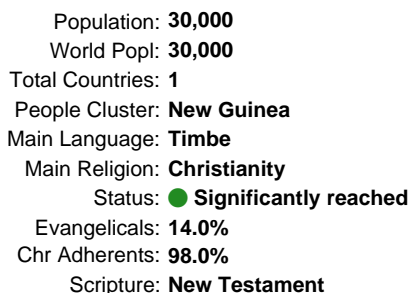 Population: 30,000
World Popl: 30,000
Total Countries: 1
People Cluster: New Guinea
Main Language: Timbe
Main Religion: Christianity
Status: Significantly reached
Evangelicals: 14.0%
Chr Adherents: 98.0%
Scripture: New Testament